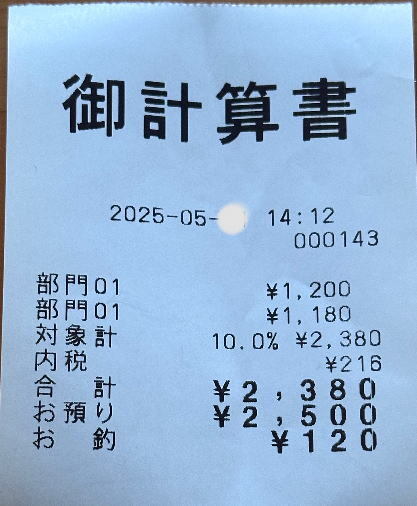 御計算書
2025-05- 14:12
000143
部門01 ¥1,200
部門01 ¥1,180
対象計 10.0% ¥2,380
内税 ¥216
合計 ¥2,380
お預り ¥2,500
お釣 ¥120